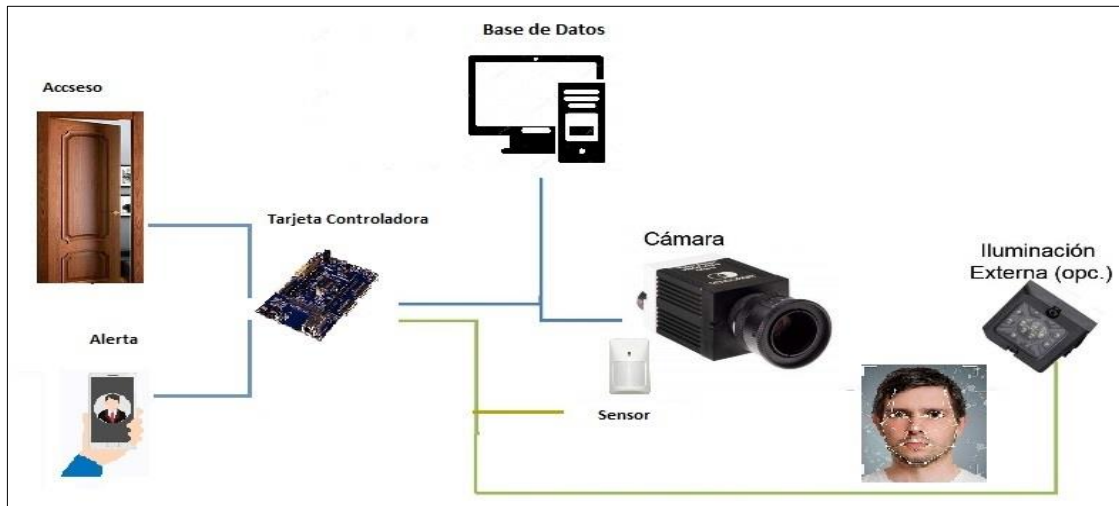 Base de Datos
Accseso
Tarjeta Controladora
Cámara
Iluminación
Externa (opc.)
Alerta
Sensor